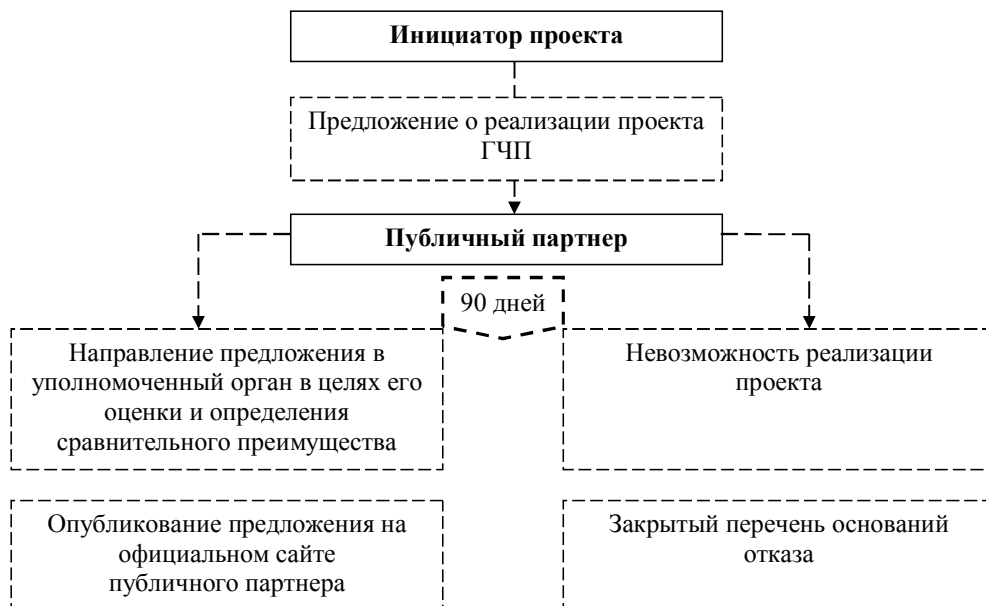 Инициатор проекта
Предложение о реализации проекта
ГЧП
Публичный партнер
90 дней
Направление предложения в
уполномоченный орган в целях его
оценки и определения
сравнительного преимущества
Невозможность реализации
проекта
Опубликование предложения на
официальном сайте
публичного партнера
Закрытый перечень оснований
отказа